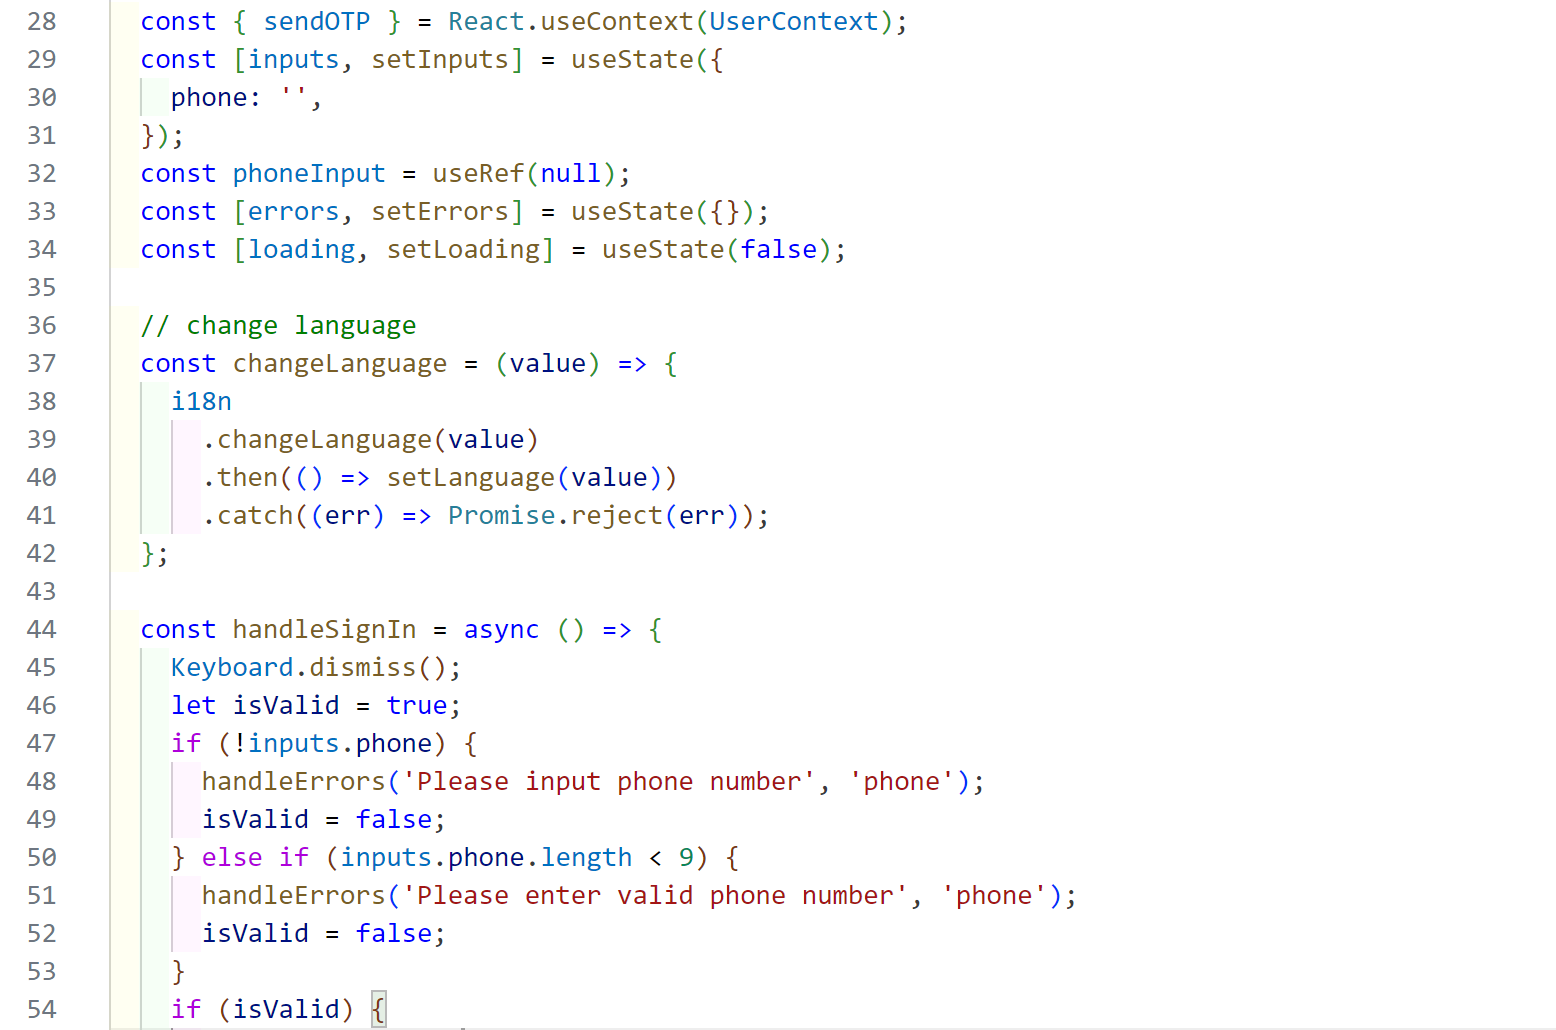 28 const { sendOTP } = React.useContext(UserContext);
29 const [inputs, setInputs] = useState({
30 phone: '',
31 });
32 const phoneInput = useRef(null);
33 const [errors, setErrors] = useState({});
34 const [loading, setLoading] = useState(false);
35
36 // change language
37 const changeLanguage = (value) => {
38 i18n
39 .changeLanguage(value)
40 .then(() => setLanguage(value))
41 .catch((err) => Promise.reject(err));
42 };
43
44 const handleSignIn = async () => {
45 Keyboard.dismiss();
46 let isValid = true;
47 if (!inputs.phone) {
48 handleErrors('Please input phone number', 'phone');
49 isValid = false;
50 } else if (inputs.phone.length < 9) {
51 handleErrors('Please enter valid phone number', 'phone');
52 isValid = false;
53 }
54 if (isValid) {